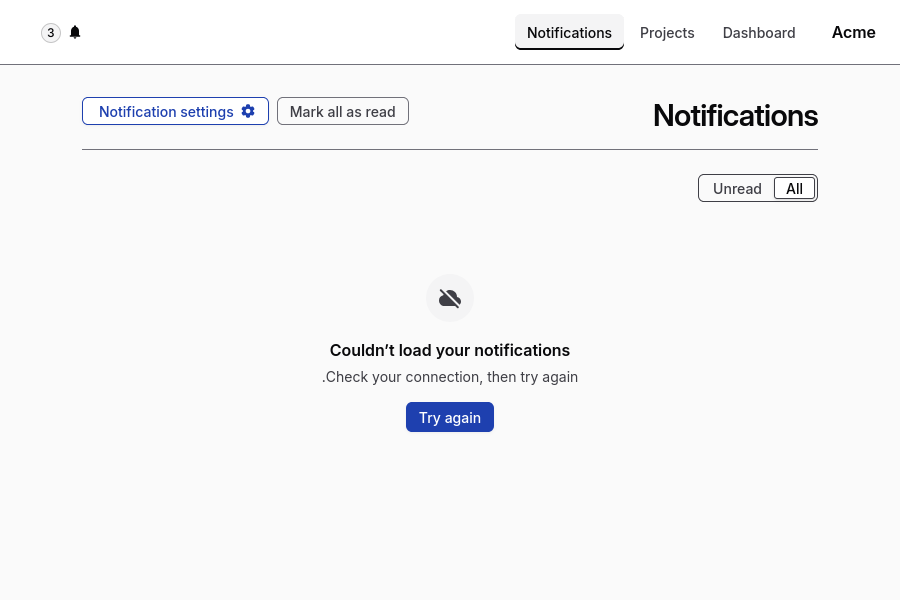 Acme
Dashboard
Projects
Notifications
3
Notifications
Mark all as read
Notification settings
All
Unread
Couldn’t load your notifications
.Check your connection, then try again
Try again